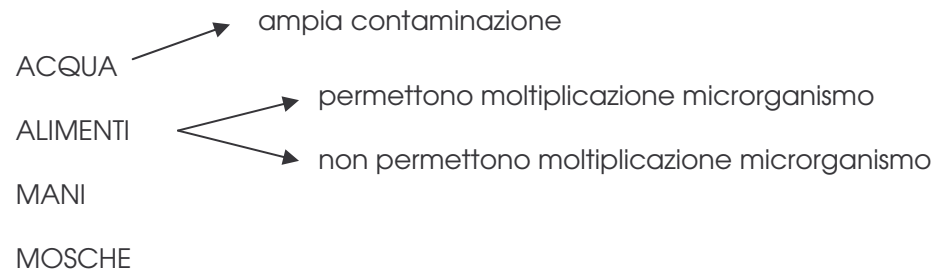 ampia contaminazione
ACQUA
permettono moltiplicazione microrganismo
ALIMENTI
non permettono moltiplicazione microrganismo
MANI
MOSCHE